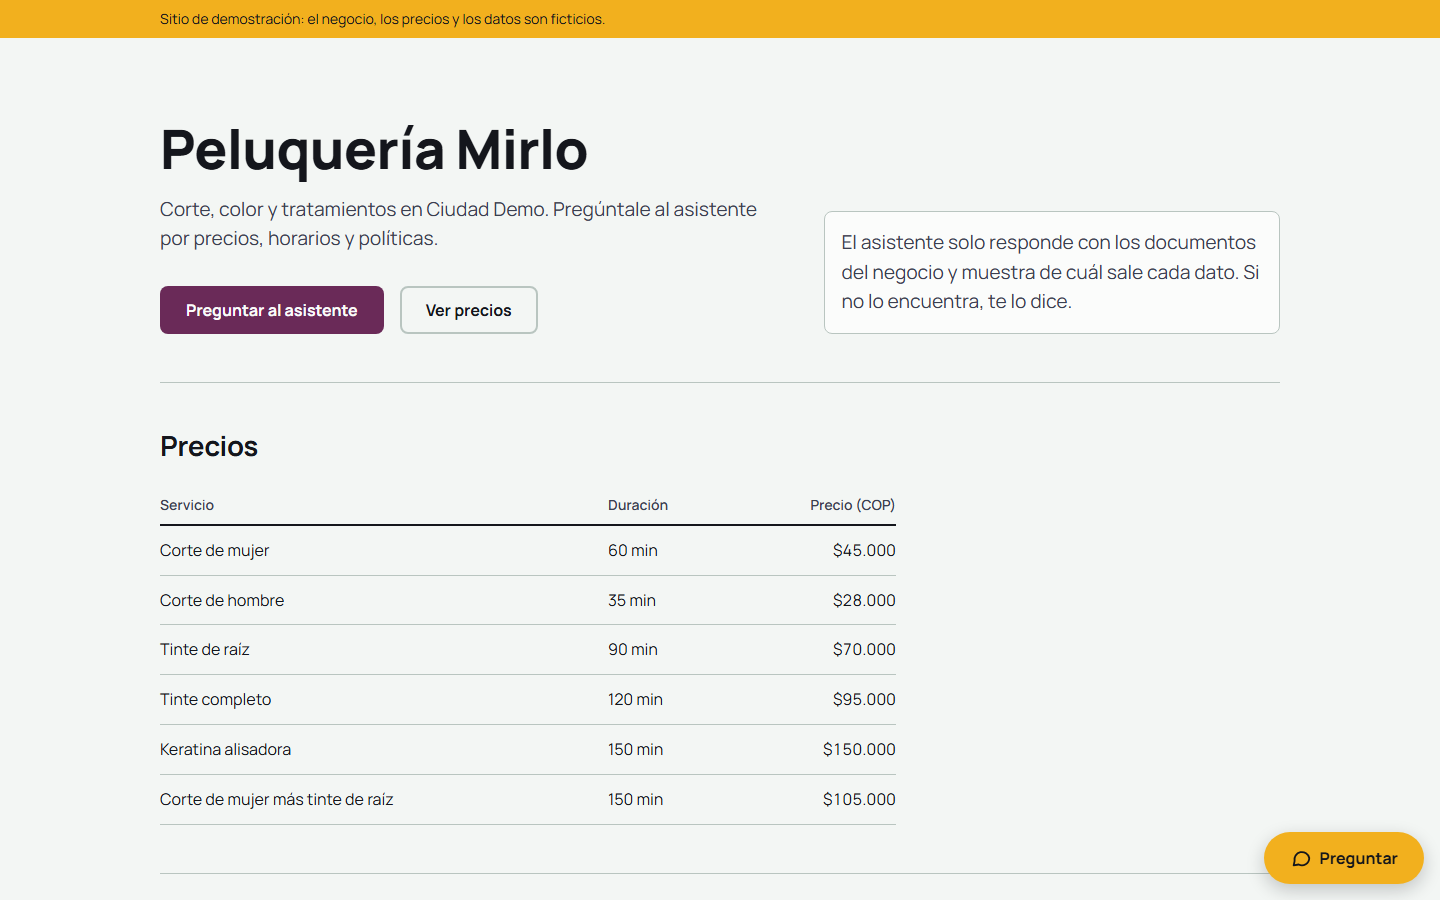 Sitio de demostración: el negocio, los precios y los datos son ficticios.
Peluquería Mirlo
Corte, color y tratamientos en Ciudad Demo. Pregúntale al asistente
por precios, horarios y políticas.
Preguntar al asistente
Ver precios
El asistente solo responde con los documentos
del negocio y muestra de cuál sale cada dato. Si
no lo encuentra, te lo dice.
Precios
Servicio Duración Precio (COP)
Corte de mujer 60 min $45.000
Corte de hombre 35 min $28.000
Tinte de raíz 90 min $70.000
Tinte completo 120 min $95.000
Keratina alisadora 150 min $150.000
Corte de mujer más tinte de raíz 150 min $105.000
Preguntar